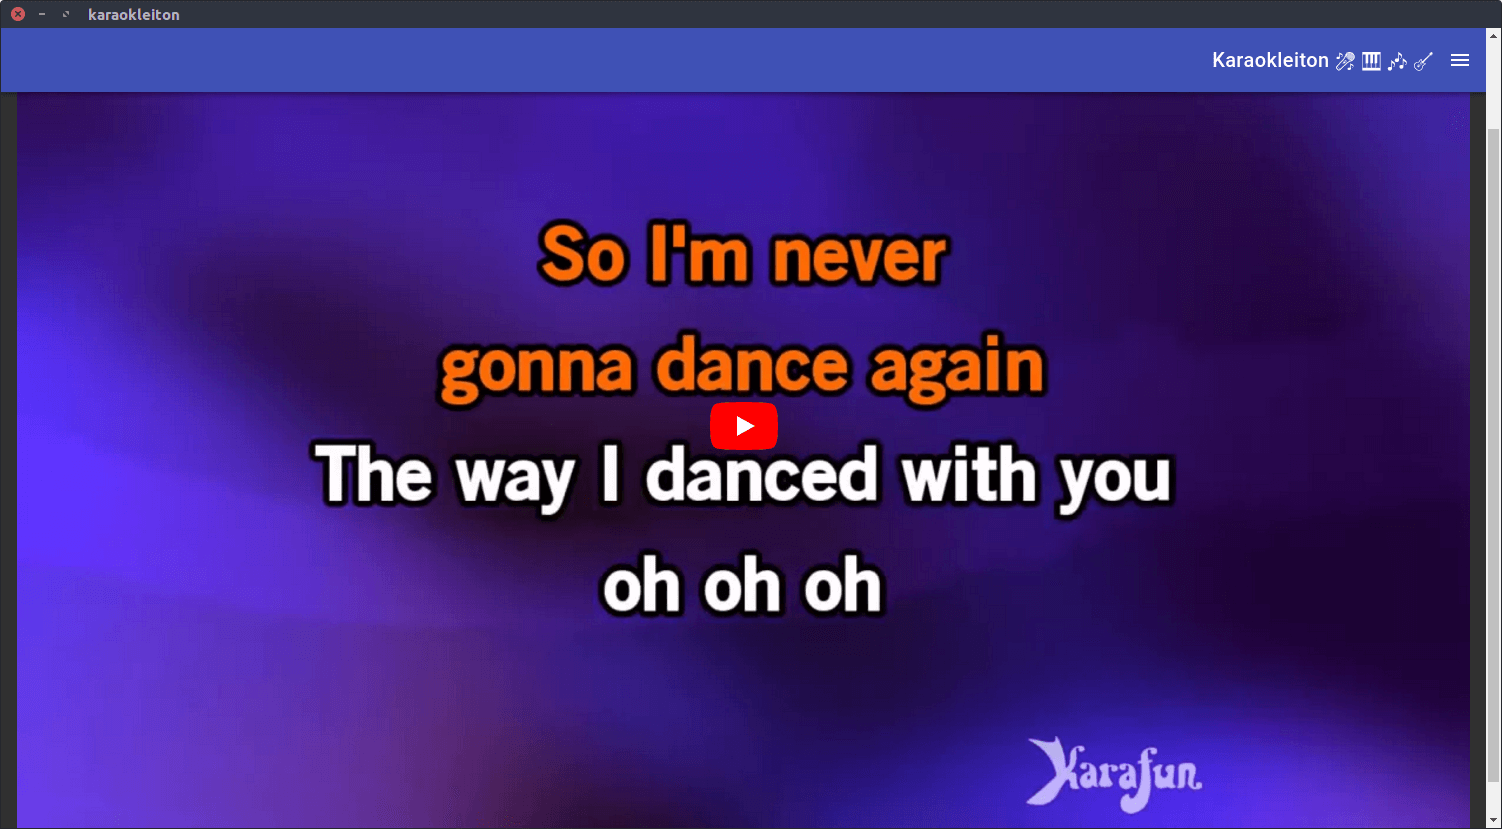 karaokleiton
Karaokleiton
So I'm never
gonna dance again
The way I danced with you
oh oh oh
Karafun